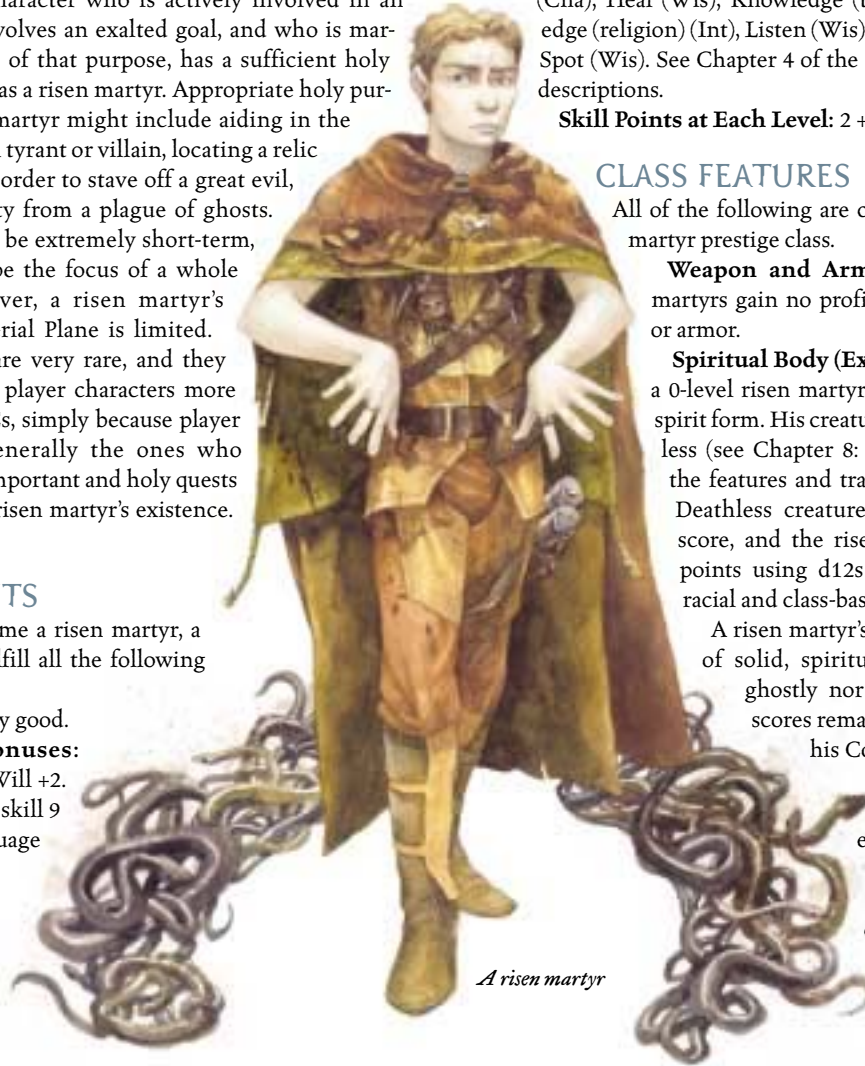 character who is actively involved in an
volves an exalted goal, and who is mar-
of that purpose, has a sufficient holy
as a risen martyr. Appropriate holy pur-
martyr might include aiding in the
tyrant or villain, locating a relic
order to stave off a great evil,
ty from a plague of ghosts.
be extremely short-term,
be the focus of a whole
ver, a risen martyr's
erial Plane is limited.
are very rare, and they
player characters more
s, simply because player
enerally the ones who
mportant and holy quests
risen martyr's existence.
TS
me a risen martyr, a
lfill all the following
y good.
onuses:
Will +2.
skill 9
uage
A risen martyr
(Cha), Heal (Wis), Knowledge
edge (religion) (Int), Listen (Wis)
Spot (Wis). See Chapter 4 of the
descriptions.
Skill Points at Each Level: 2 +
CLASS FEATURES
All of the following are c
martyr prestige class.
Weapon and Arm
martyrs gain no profi
or armor.
Spiritual Body (Ex
a 0-level risen martyr
spirit form. His creatu
less (see Chapter 8:
the features and tra
Deathless creature
score, and the rise
points using d12s
racial and class-bas
A risen martyr's
of solid, spiritu
ghostly nor
scores rema
his Co
e